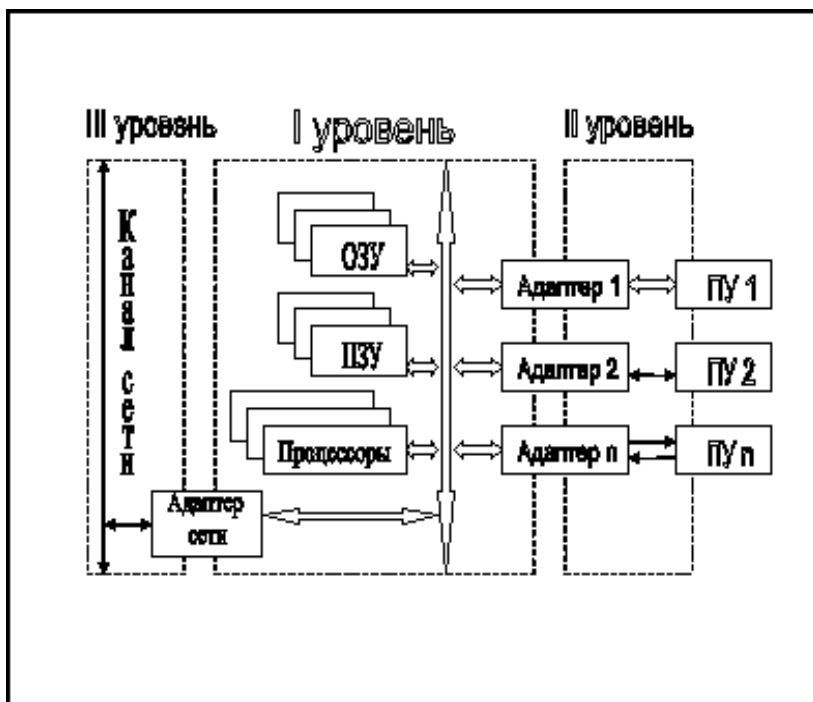 III уровень
I уровень
II уровень
Канал сети
ОЗУ
Адаптер 1
ПУ 1
ПЗУ
Адаптер 2
ПУ 2
Процессоры
Адаптер n
ПУ n
Адаптер
сети